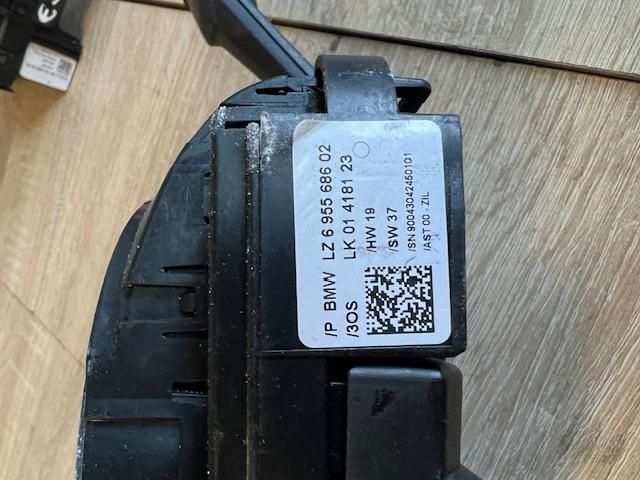 /P BMW LZ 6 955 686 02
/3OS LK 01 4181 23
/HW 19
/SW 37
/SN 90043042450101
/AST 00 - ZIL